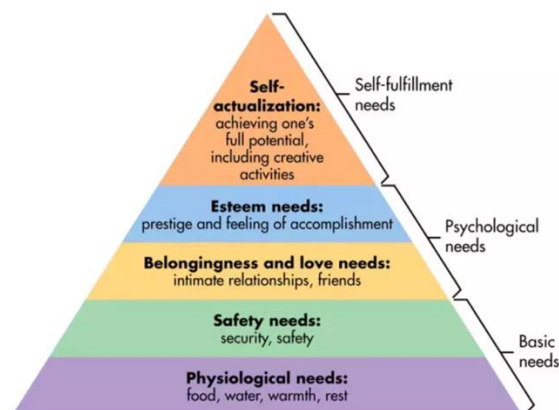 Self-
actualization:
achieving one's
full potential,
including creative
activities
Self-fulfillment
needs
Esteem needs:
prestige and feeling of accomplishment
Psychological
needs
Belongingness and love needs:
intimate relationships, friends
Safety needs:
security, safety
Basic
needs
Physiological needs:
food, water, warmth, rest